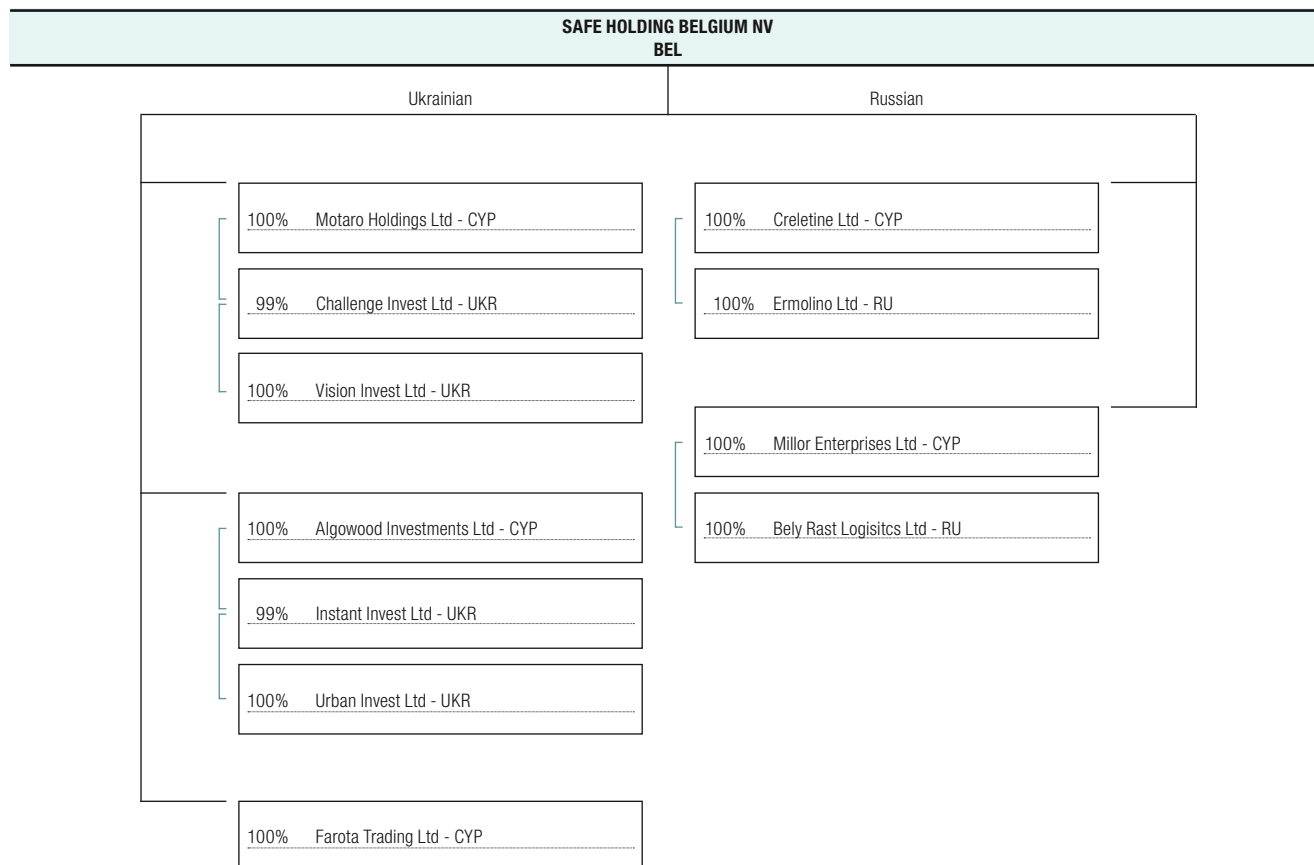 SAFE HOLDING BELGIUM NV
BEL
Ukrainian
Russian
100% Motaro Holdings Ltd - CYP
99% Challenge Invest Ltd - UKR
100% Vision Invest Ltd - UKR
100% Algowood Investments Ltd - CYP
99% Instant Invest Ltd - UKR
100% Urban Invest Ltd - UKR
100% Farota Trading Ltd - CYP
100% Creletine Ltd - CYP
100% Ermolino Ltd - RU
100% Millor Enterprises Ltd - CYP
100% Bely Rast Logisitcs Ltd - RU